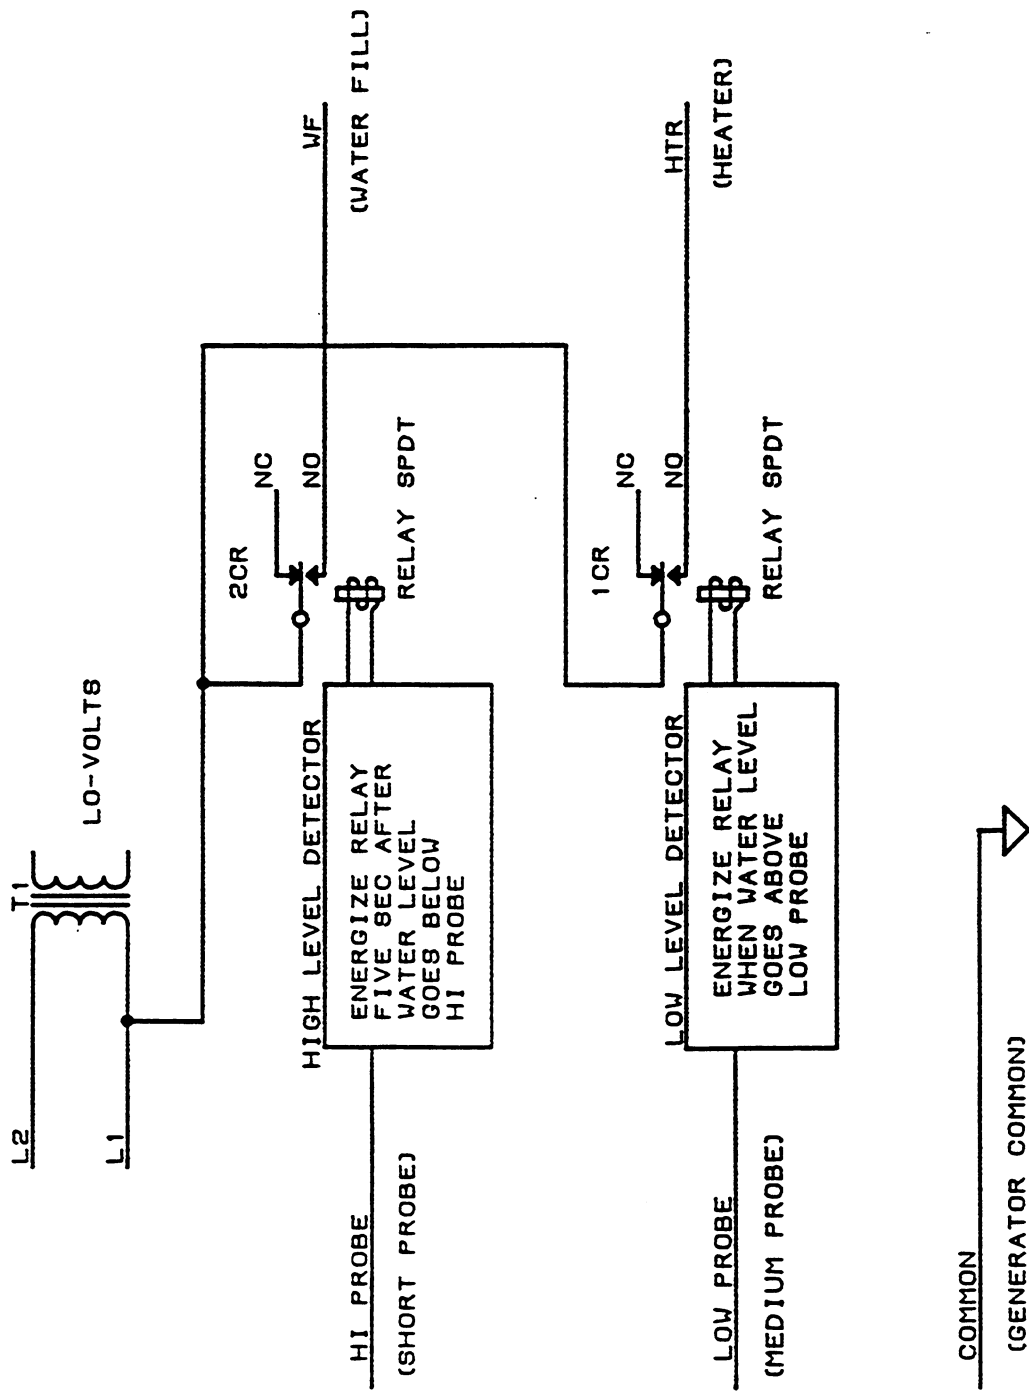 L2
L1
T1
LO-VOLTS
HI PROBE
(SHORT PROBE)
HIGH LEVEL DETECTOR
ENERGIZE RELAY
FIVE SEC AFTER
WATER LEVEL
GOES BELOW
HI PROBE
2CR
NC
NO
RELAY SPDT
WF
(WATER FILL)
LOW PROBE
(MEDIUM PROBE)
LOW LEVEL DETECTOR
ENERGIZE RELAY
WHEN WATER LEVEL
GOES ABOVE
LOW PROBE
1CR
NC
NO
RELAY SPDT
HTR
(HEATER)
COMMON
(GENERATOR COMMON)